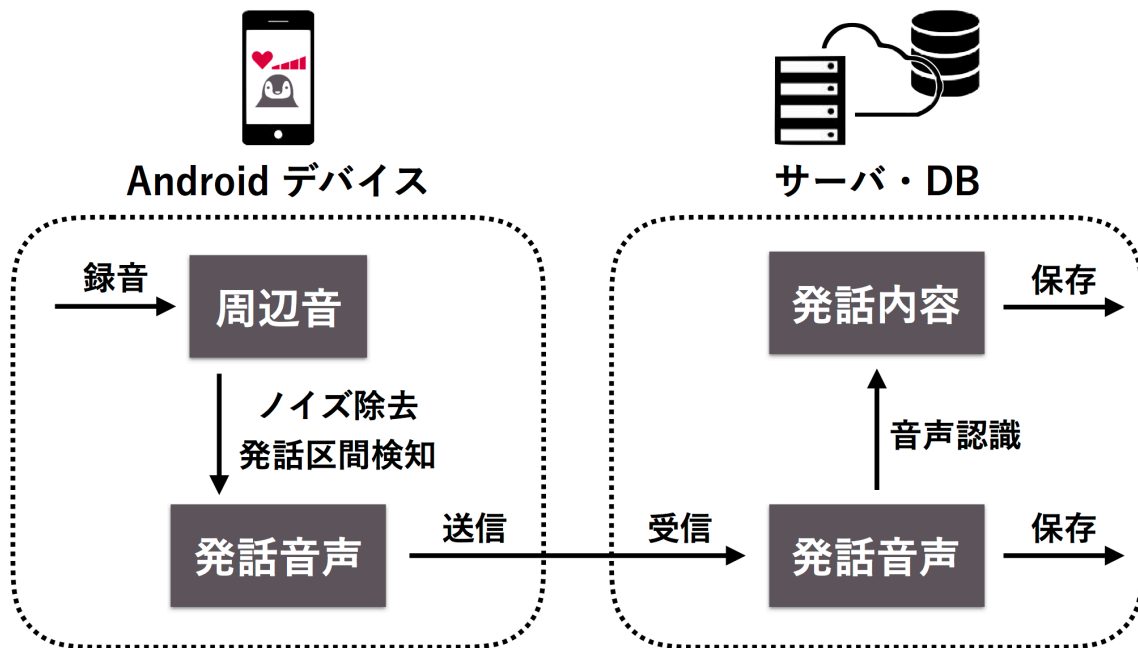 Android デバイス
サーバ・DB
録音
周辺音
ノイズ除去
発話区間検知
発話音声
送信
受信
発話音声
保存
音声認識
発話内容
保存